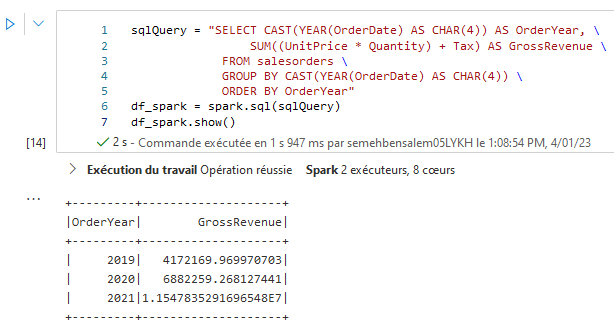 1 sqlQuery = "SELECT CAST(YEAR(OrderDate) AS CHAR(4)) AS OrderYear, \
2 SUM((UnitPrice * Quantity) + Tax) AS GrossRevenue \
3 FROM salesorders \
4 GROUP BY CAST(YEAR(OrderDate) AS CHAR(4)) \
5 ORDER BY OrderYear"
6 df_spark = spark.sql(sqlQuery)
7 df_spark.show()
[14] ✓ 2 s - Commande exécutée en 1 s 947 ms par semehbensalem05LYKH le 1:08:54 PM, 4/01/23
> Exécution du travail Opération réussie Spark 2 exécuteurs, 8 cœurs
...
+---------+-------------------+
|OrderYear|       GrossRevenue|
+---------+-------------------+
|     2019|  4172169.969970703|
|     2020|  6882259.268127441|
|     2021|1.1547835291696548E7|
+---------+-------------------+